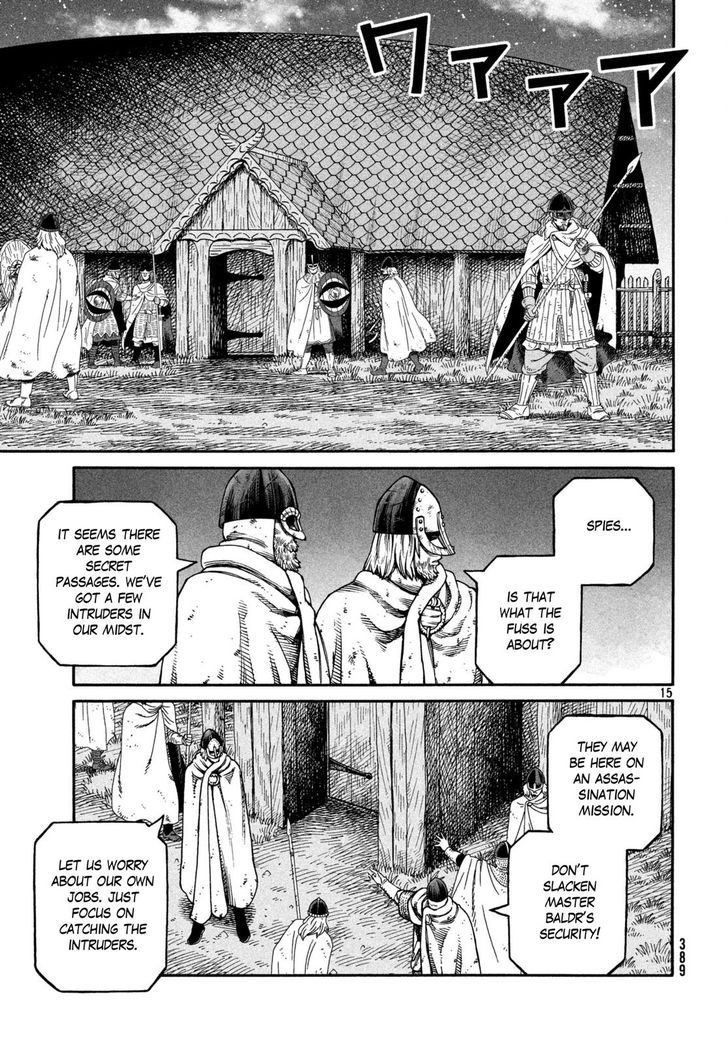 ワアアア
SPIES...
IS THAT
WHAT THE
FUSS IS
ABOUT?
IT SEEMS THERE
ARE SOME
SECRET
PASSAGES. WE'VE
GOT A FEW
INTRUDERS IN
OUR MIDST.
15
THEY MAY
BE HERE ON
AN ASSAS-
SINATION
MISSION.
DON'T
SLACKEN
MASTER
BALDR'S
SECURITY!
LET US WORRY
ABOUT OUR OWN
JOBS. JUST
FOCUS ON
CATCHING THE
INTRUDERS.
389